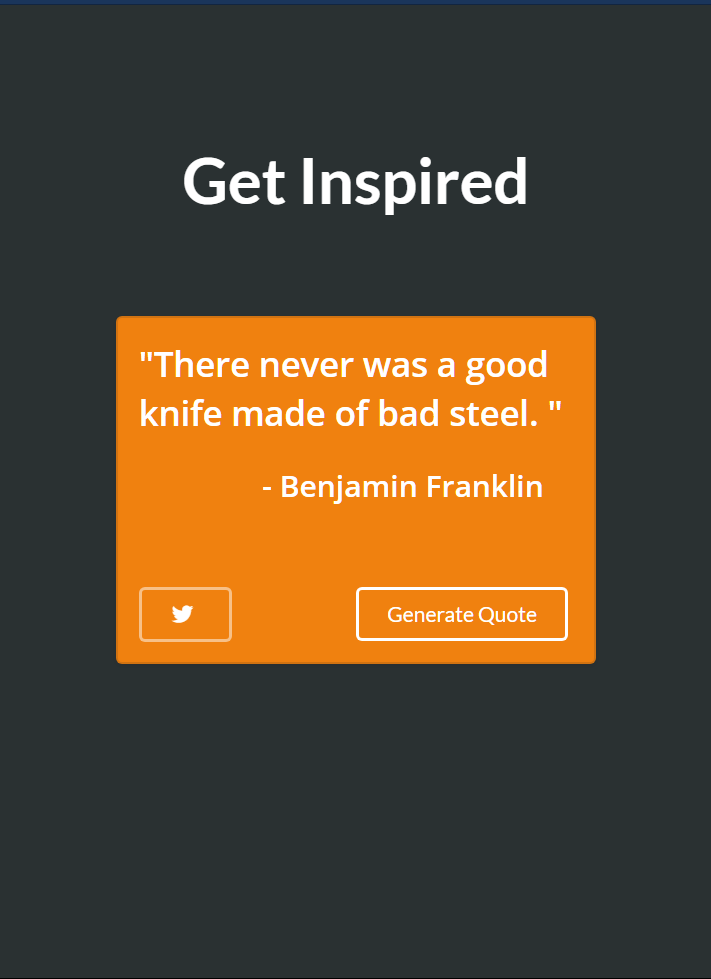 Get Inspired
"There never was a good
knife made of bad steel. "
- Benjamin Franklin
Generate Quote